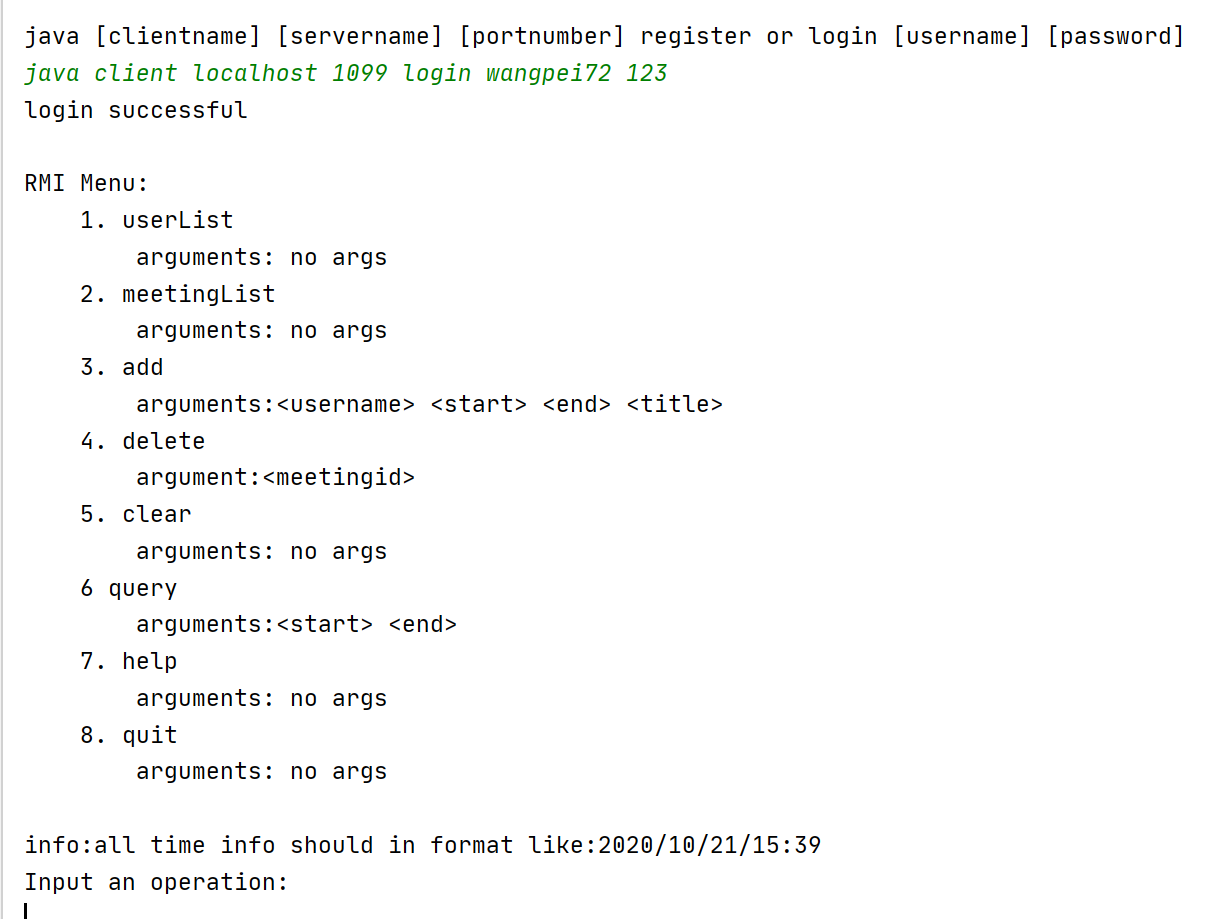 java [clientname] [servername] [portnumber] register or login [username] [password]
java client localhost 1099 login wangpei72 123
login successful
RMI Menu:
1. userList
arguments: no args
2. meetingList
arguments: no args
3. add
arguments:<username> <start> <end> <title>
4. delete
argument:<meetingid>
5. clear
arguments: no args
6 query
arguments:<start> <end>
7. help
arguments: no args
8. quit
arguments: no args
info:all time info should in format like:2020/10/21/15:39
Input an operation: